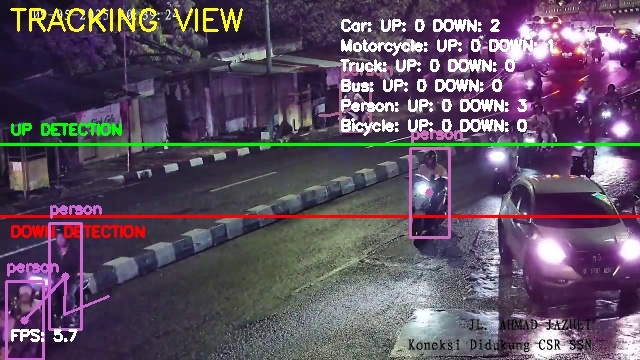 TRACKING VIEW
Car: UP: 0 DOWN: 2
Motorcycle: UP: 0 DOWN: 1
Truck: UP: 0 DOWN: 0
Bus: UP: 0 DOWN: 0
Person: UP: 0 DOWN: 3
Bicycle: UP: 0 DOWN: 0
UP DETECTION
person
person
DOWN DETECTION
person
FPS: 5.7
JL. AHMAD JAZULI
Koneksi Didukung CSR SSN